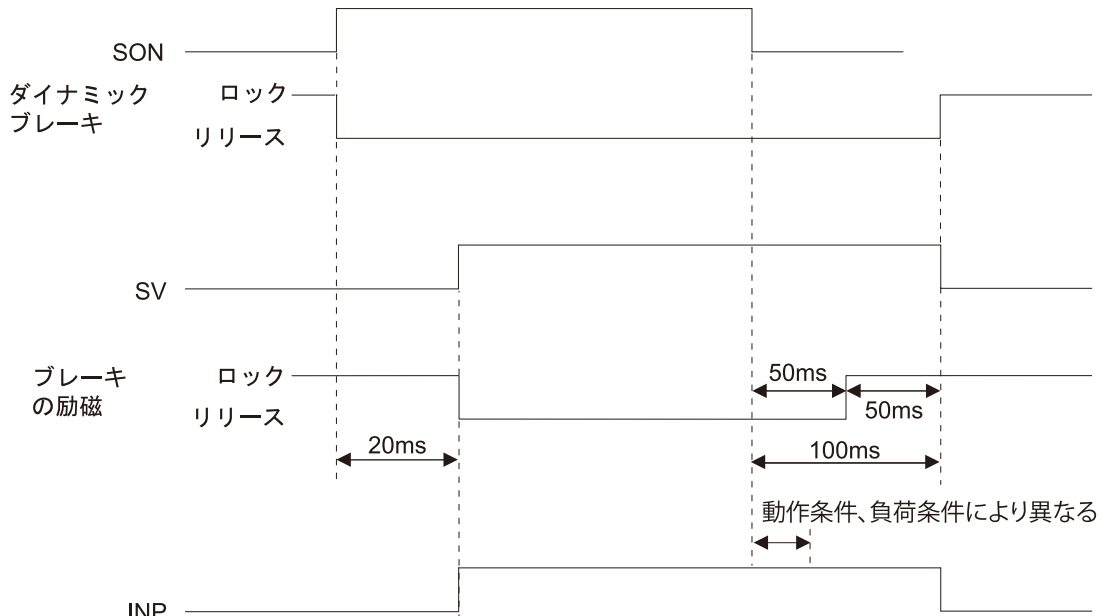 SON
ダイナミック
ブレーキ
ロック
リリース
SV
ブレーキ
の励磁
ロック
リリース
50ms
50ms
20ms
100ms
動作条件、負荷条件により異なる
INP